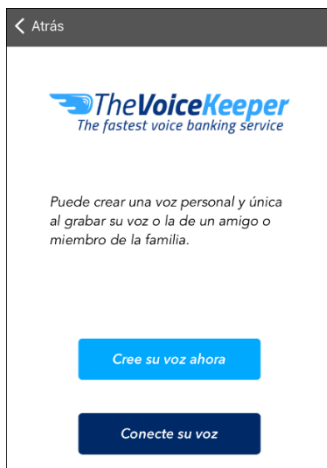 Atrás
TheVoiceKeeper
The fastest voice banking service
Puede crear una voz personal y única
al grabar su voz o la de un amigo o
miembro de la familia.
Cree su voz ahora
Conecte su voz